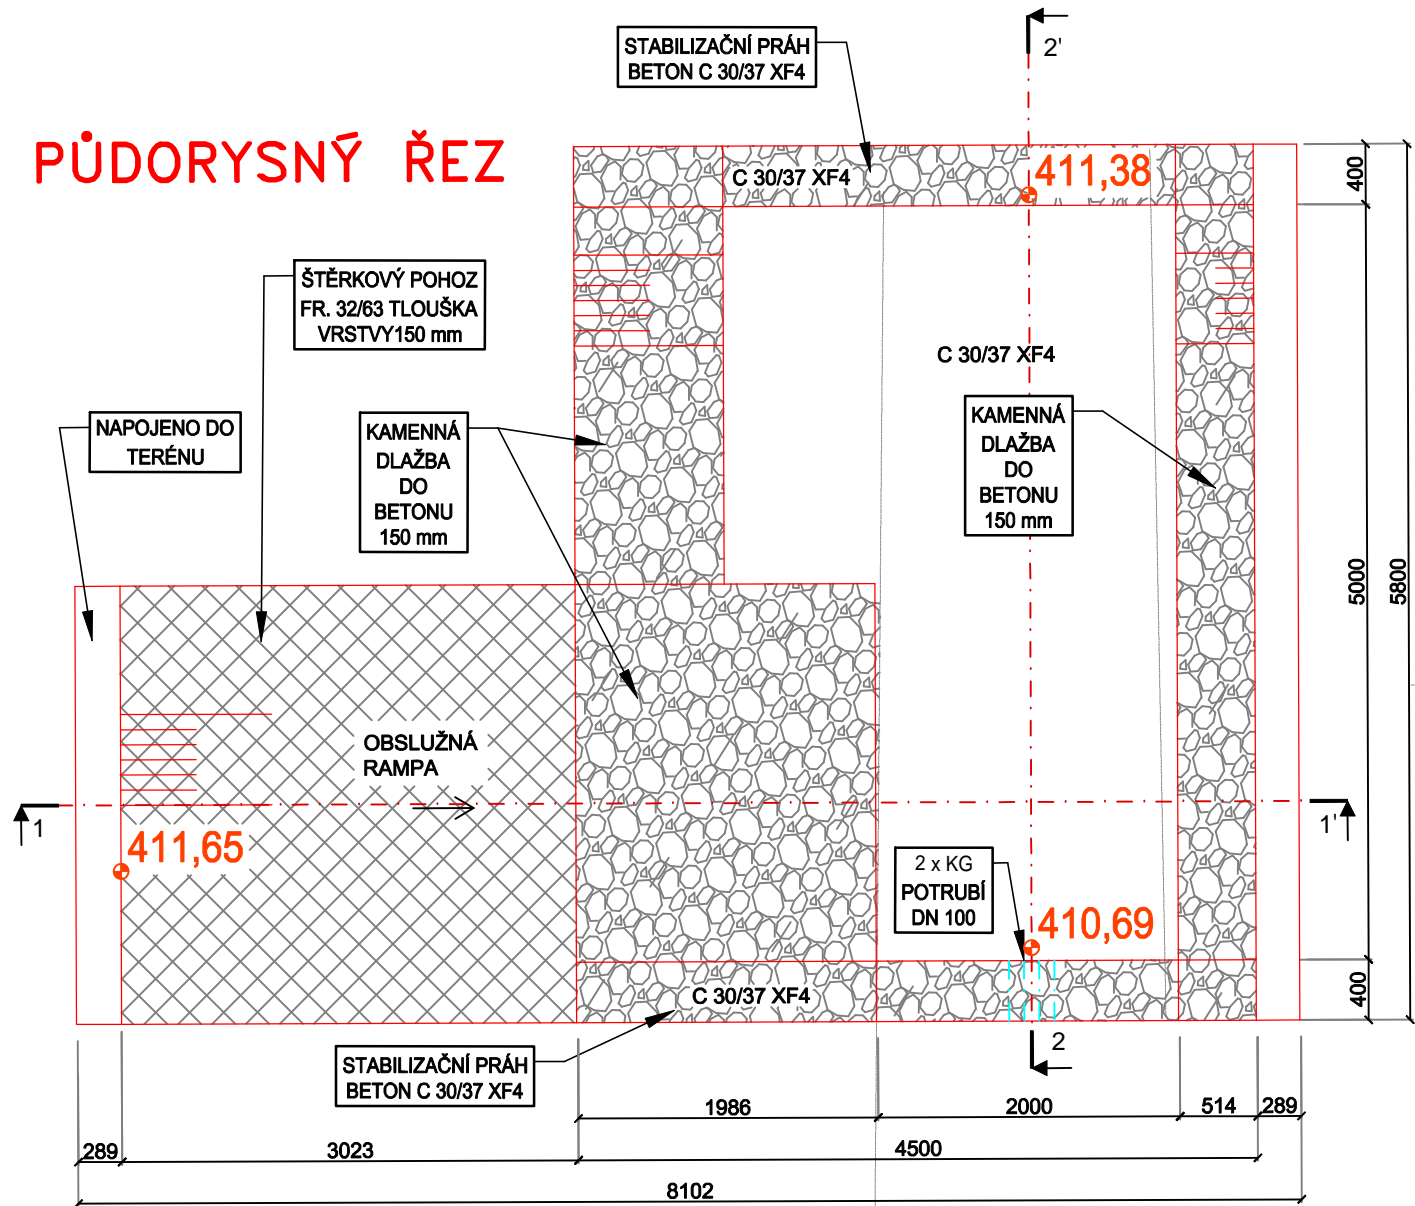 STABILIZAČNÍ PRÁH
BETON C 30/37 XF4
2'
PŮDORYSNÝ ŘEZ
C 30/37 XF4
411,38
400
ŠTĚRKOVÝ POHOZ
FR. 32/63 TLOUŠKA
VRSTVY150 mm
C 30/37 XF4
NAPOJENO DO
TERÉNU
KAMENNÁ
DLAŽBA
DO
BETONU
150 mm
KAMENNÁ
DLAŽBA
DO
BETONU
150 mm
5000
5800
OBSLUŽNÁ
RAMPA
1
1'
411,65
2 x KG
POTRUBÍ
DN 100
410,69
C 30/37 XF4
400
STABILIZAČNÍ PRÁH
BETON C 30/37 XF4
2
1986
2000
514
289
289
3023
4500
8102